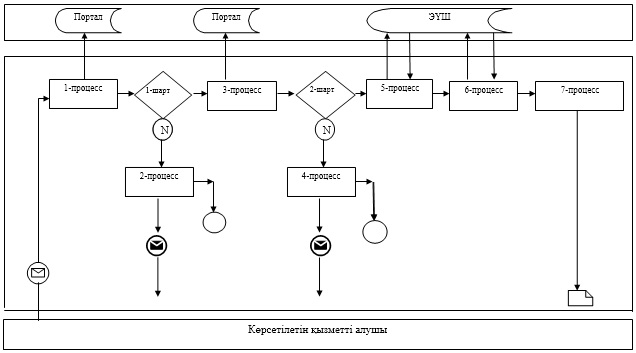 Портал
Портал
ЭҮШ
1-процесс
1-шарт
3-процесс
2-шарт
5-процесс
6-процесс
7-процесс
N
N
2-процесс
4-процесс
Көрсетілетін қызметті алушы